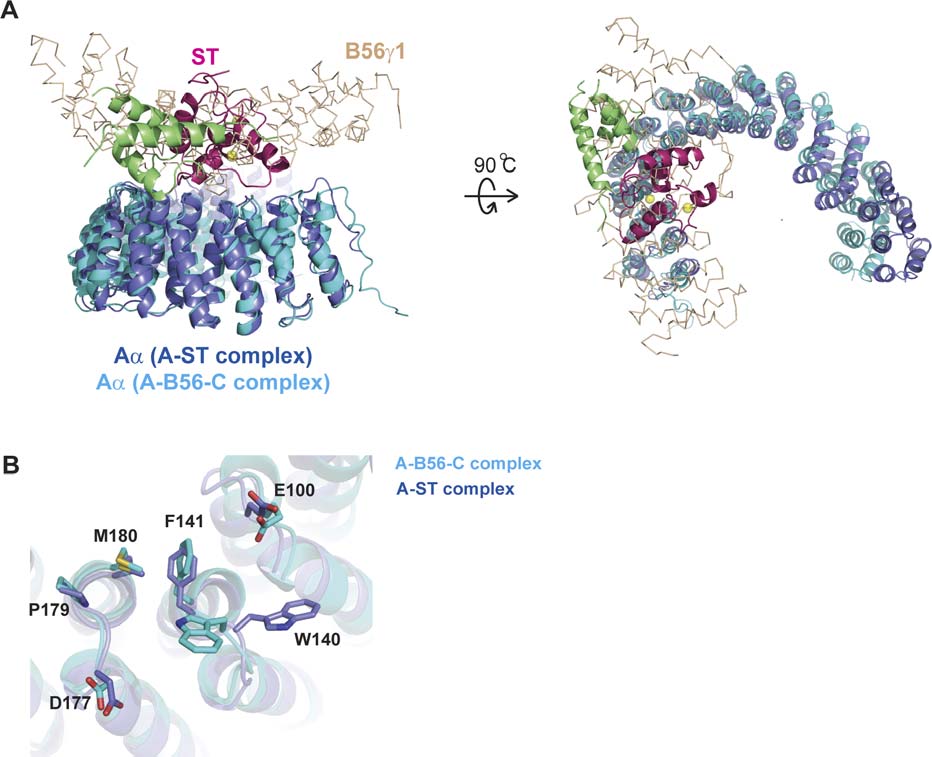 A
ST
B56γ1
90 °C
Aα (A-ST complex)
Aα (A-B56-C complex)
B
A-B56-C complex
A-ST complex
E100
F141
M180
P179
W140
D177